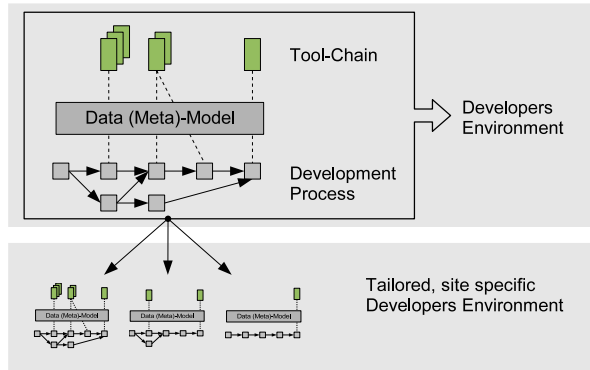 Tool-Chain
Data (Meta)-Model
Developers
Environment
Development
Process
Tailored, site specific
Developers Environment
Data (Meta)-Model
Data (Meta)-Model
Data (Meta)-Model